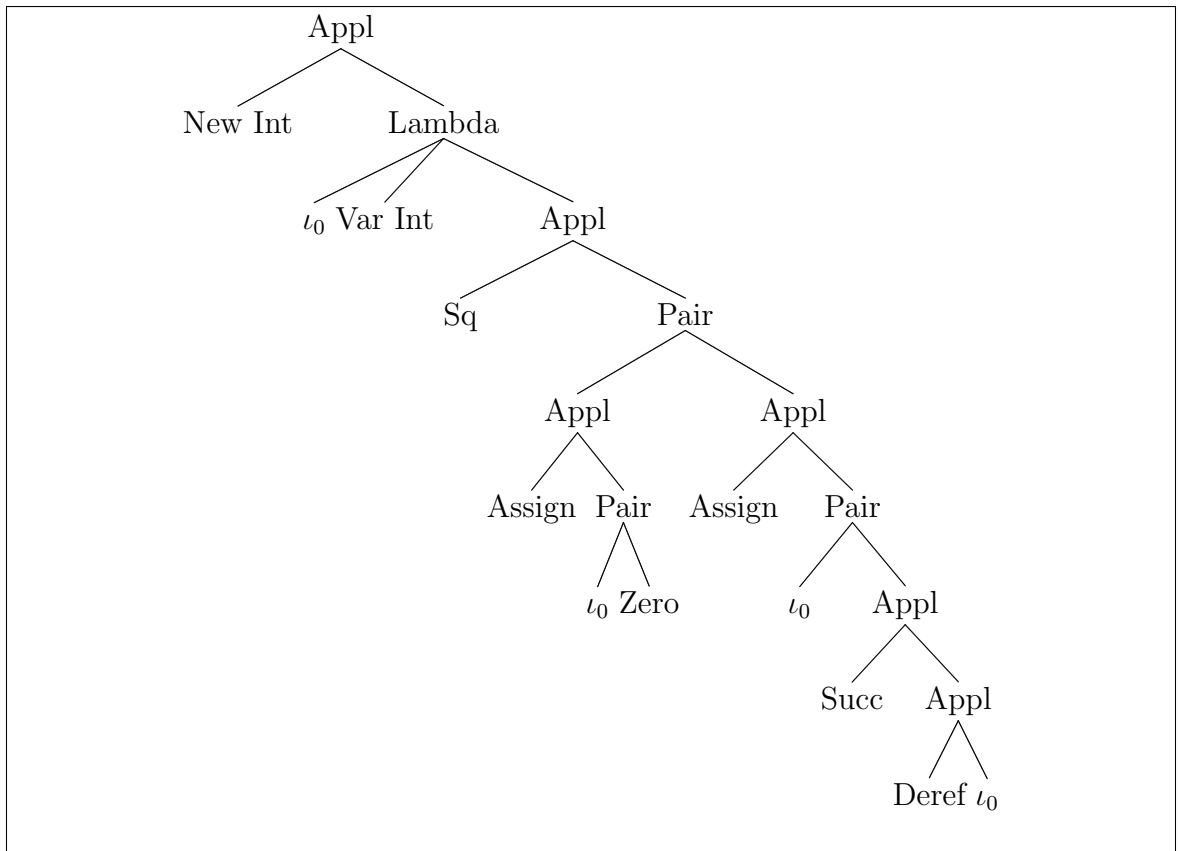 Appl
New Int Lambda
ι₀ Var Int Appl
Sq Pair
Appl Appl
Assign Pair Assign Pair
ι₀ Zero ι₀ Appl
Succ Appl
Deref ι₀